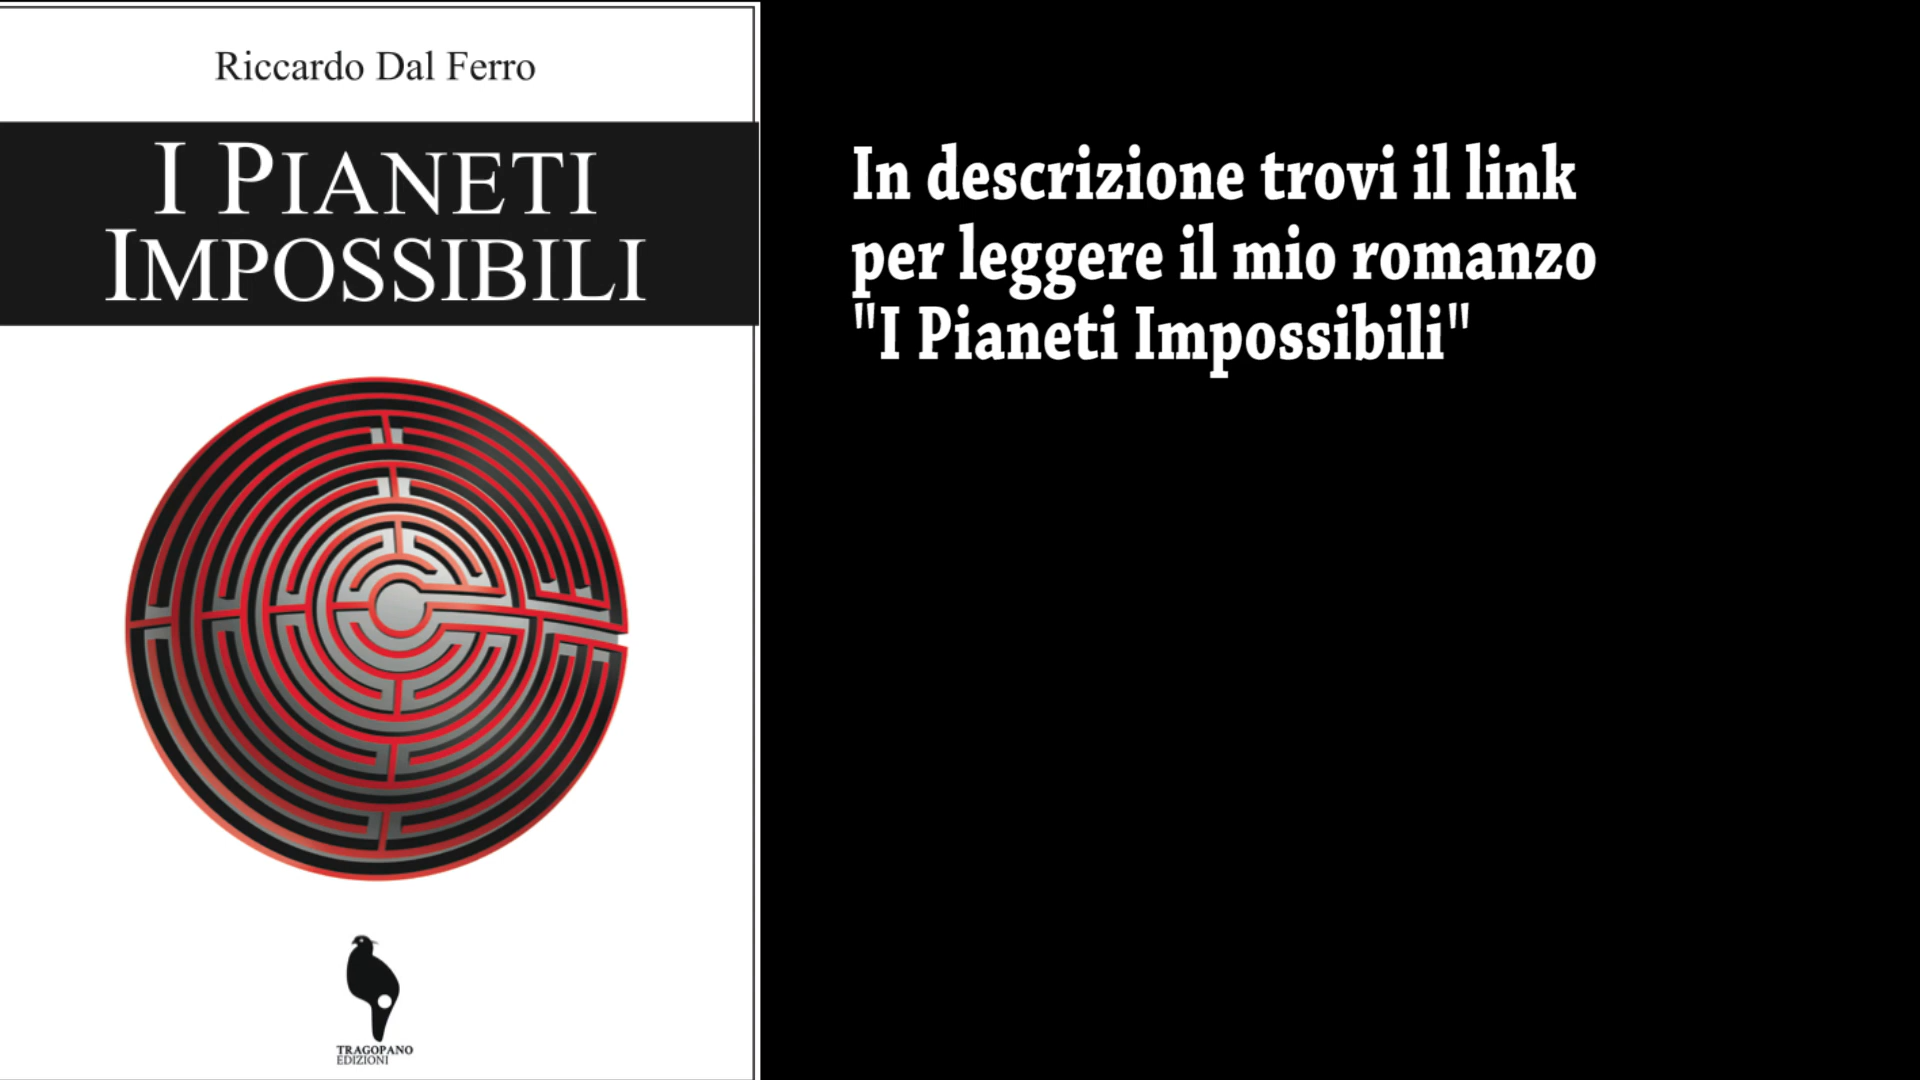 Riccardo Dal Ferro
I PIANETI
IMPOSSIBILI
TRAGOPANO
EDIZIONI
In descrizione trovi il link
per leggere il mio romanzo
"I Pianeti Impossibili"